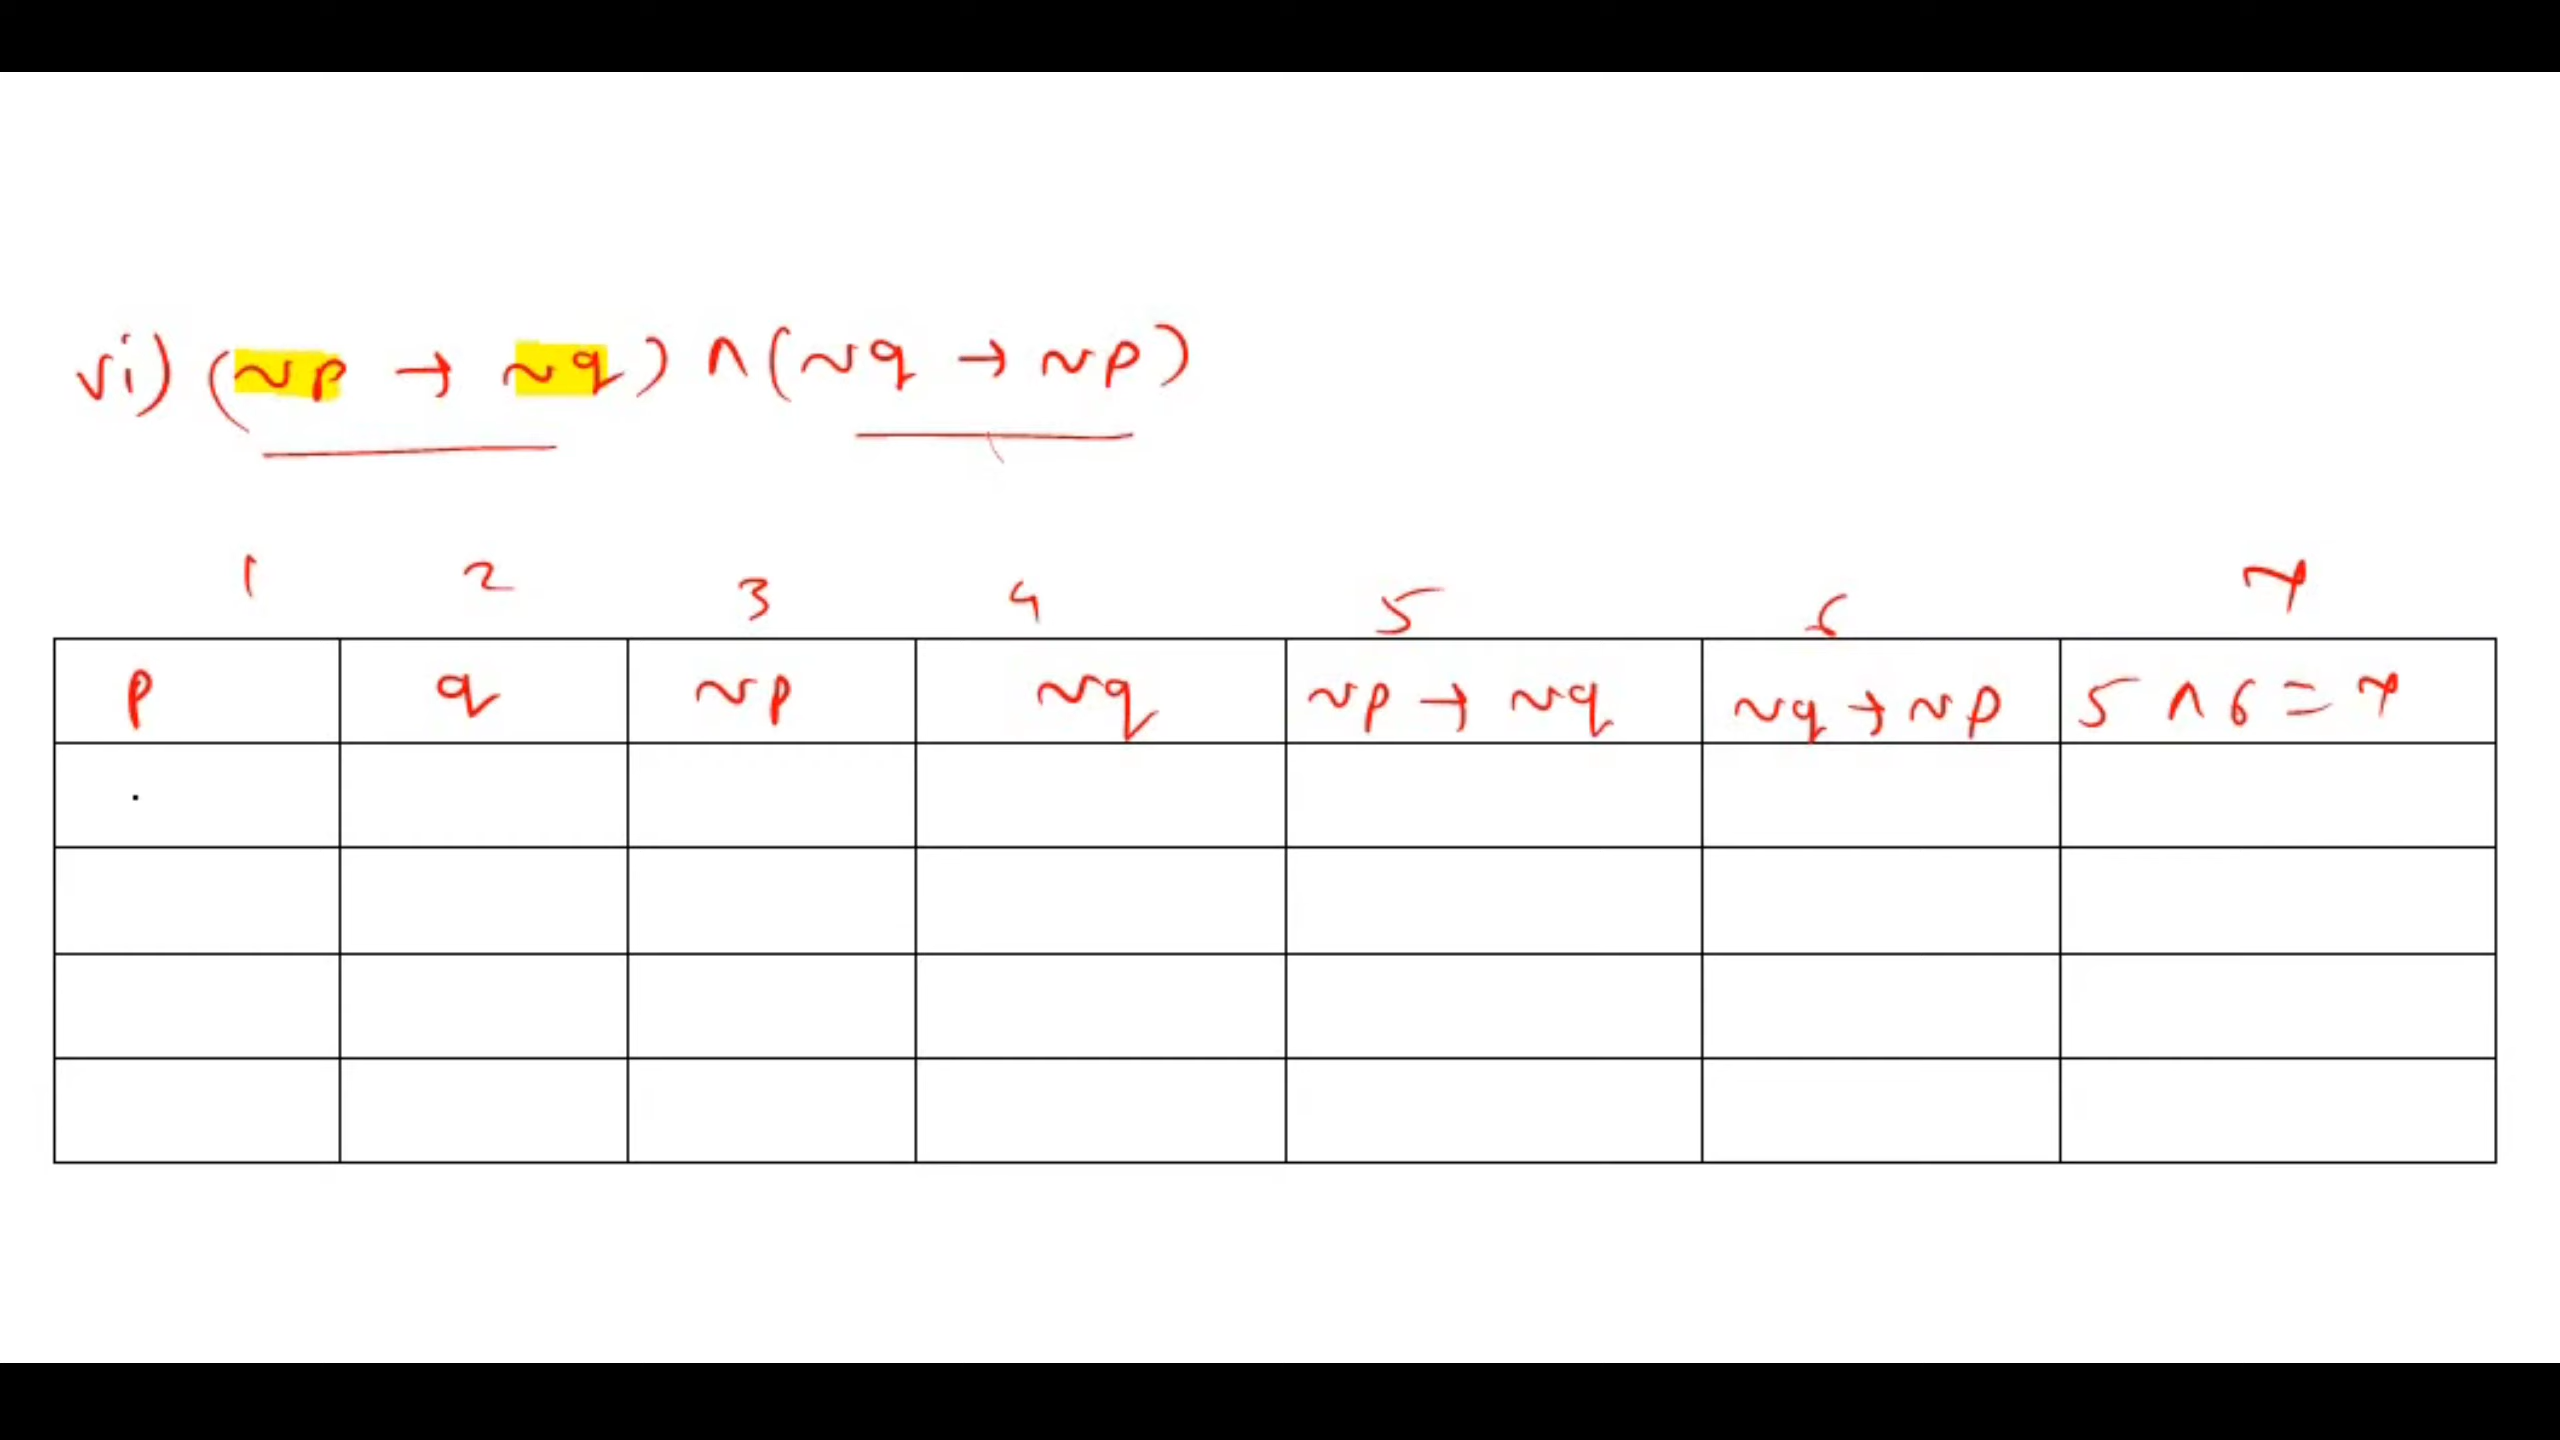 vi) (~p → ~q) ∧ (~q → ~p)
1 2 3 4 5 6 7
p q ~p ~q ~p → ~q ~q → ~p 5 ∧ 6 = 7